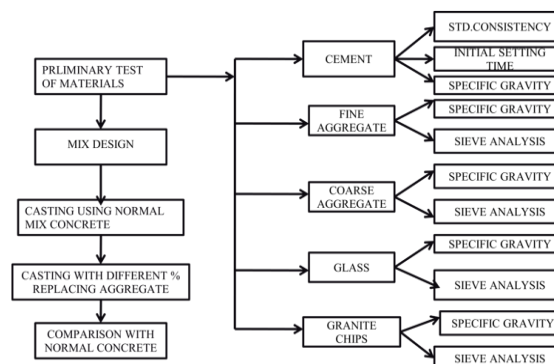 PRLIMINARY TEST
OF MATERIALS
MIX DESIGN
CASTING USING NORMAL
MIX CONCRETE
CASTING WITH DIFFERENT %
REPLACING AGGREGATE
COMPARISON WITH
NORMAL CONCRETE
CEMENT
STD.CONSISTENCY
INITIAL SETTING
TIME
SPECIFIC GRAVITY
FINE
AGGREGATE
SPECIFIC GRAVITY
SIEVE ANALYSIS
COARSE
AGGREGATE
SPECIFIC GRAVITY
SIEVE ANALYSIS
GLASS
SPECIFIC GRAVITY
SIEVE ANALYSIS
GRANITE
CHIPS
SPECIFIC GRAVITY
SIEVE ANALYSIS